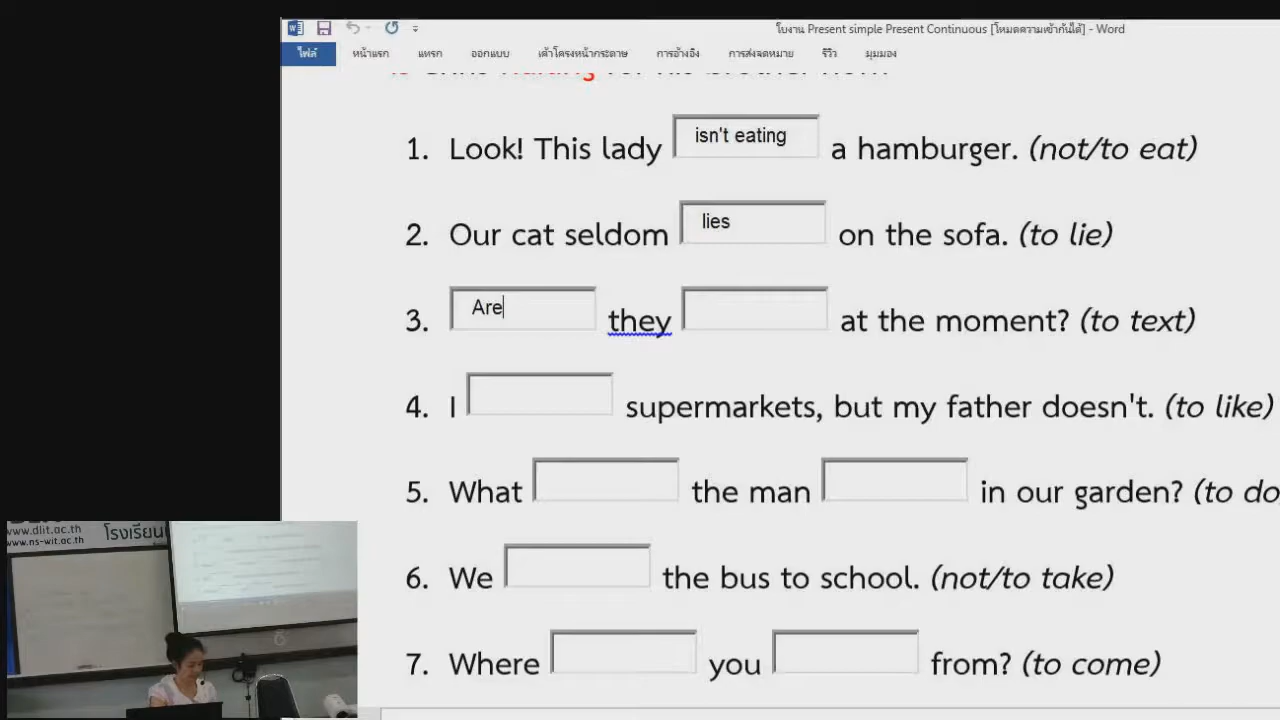 ใบงาน Present simple Present Continuous [โหมดความเข้ากันได้] - Word
ไฟล์ หน้าแรก แทรก ออกแบบ เค้าโครงหน้ากระดาษ การอ้างอิง การส่งจดหมาย รีวิว มุมมอง
1. Look! This lady isn't eating a hamburger. (not/to eat)
2. Our cat seldom lies on the sofa. (to lie)
3. Are they at the moment? (to text)
4. I supermarkets, but my father doesn't. (to like)
5. What the man in our garden? (to do
6. We the bus to school. (not/to take)
7. Where you from? (to come)
www.dlit.ac.th
www.ns-wit.ac.th
โรงเรียน